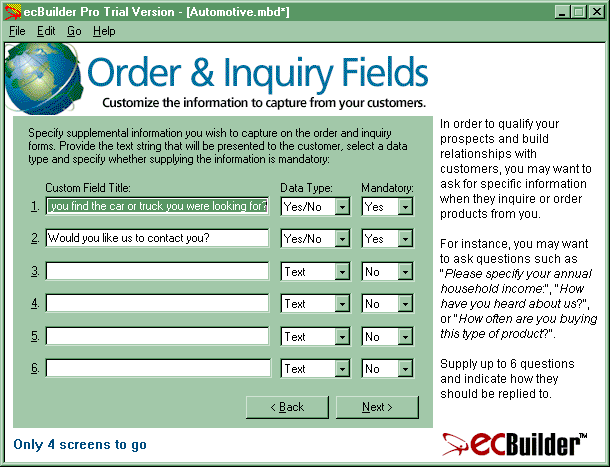 ecBuilder Pro Trial Version - [Automotive.mbd*]
File Edit Go Help
Order & Inquiry Fields
Customize the information to capture from your customers.
Specify supplemental information you wish to capture on the order and inquiry
forms. Provide the text string that will be presented to the customer, select a data
type and specify whether supplying the information is mandatory:
Custom Field Title: Data Type: Mandatory:
1. you find the car or truck you were looking for? Yes/No Yes
2. Would you like us to contact you? Yes/No Yes
3. Text No
4. Text No
5. Text No
6. Text No
< Back Next >
Only 4 screens to go
In order to qualify your
prospects and build
relationships with
customers, you may want to
ask for specific information
when they inquire or order
products from you.
For instance, you may want
to ask questions such as
"Please specify your annual
household income:", "How
have you heard about us?",
or "How often are you buying
this type of product?".
Supply up to 6 questions
and indicate how they
should be replied to.
ecBuilder™